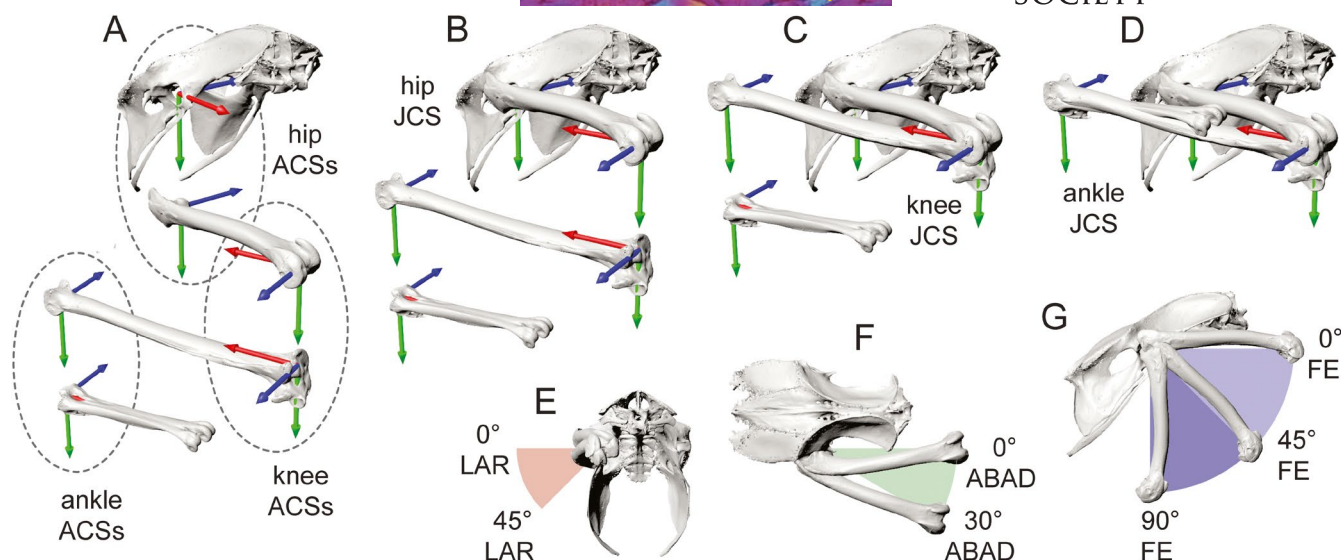 SOCIETY
A
hip
ACSs
ankle
ACSs
knee
ACSs
B
hip
JCS
C
knee
JCS
D
ankle
JCS
E
0°
LAR
45°
LAR
F
0°
ABAD
30°
ABAD
G
0°
FE
45°
FE
90°
FE